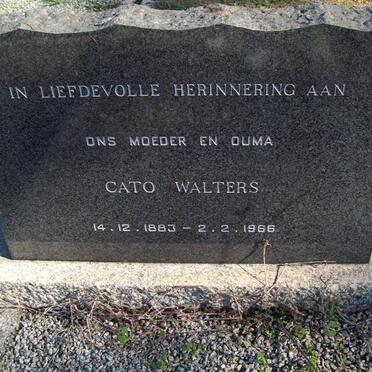 IN LIEFDEVOLLE HERINNERING AAN
ONS MOEDER EN OUMA
CATO WALTERS
14.12.1883 - 2.2.1966